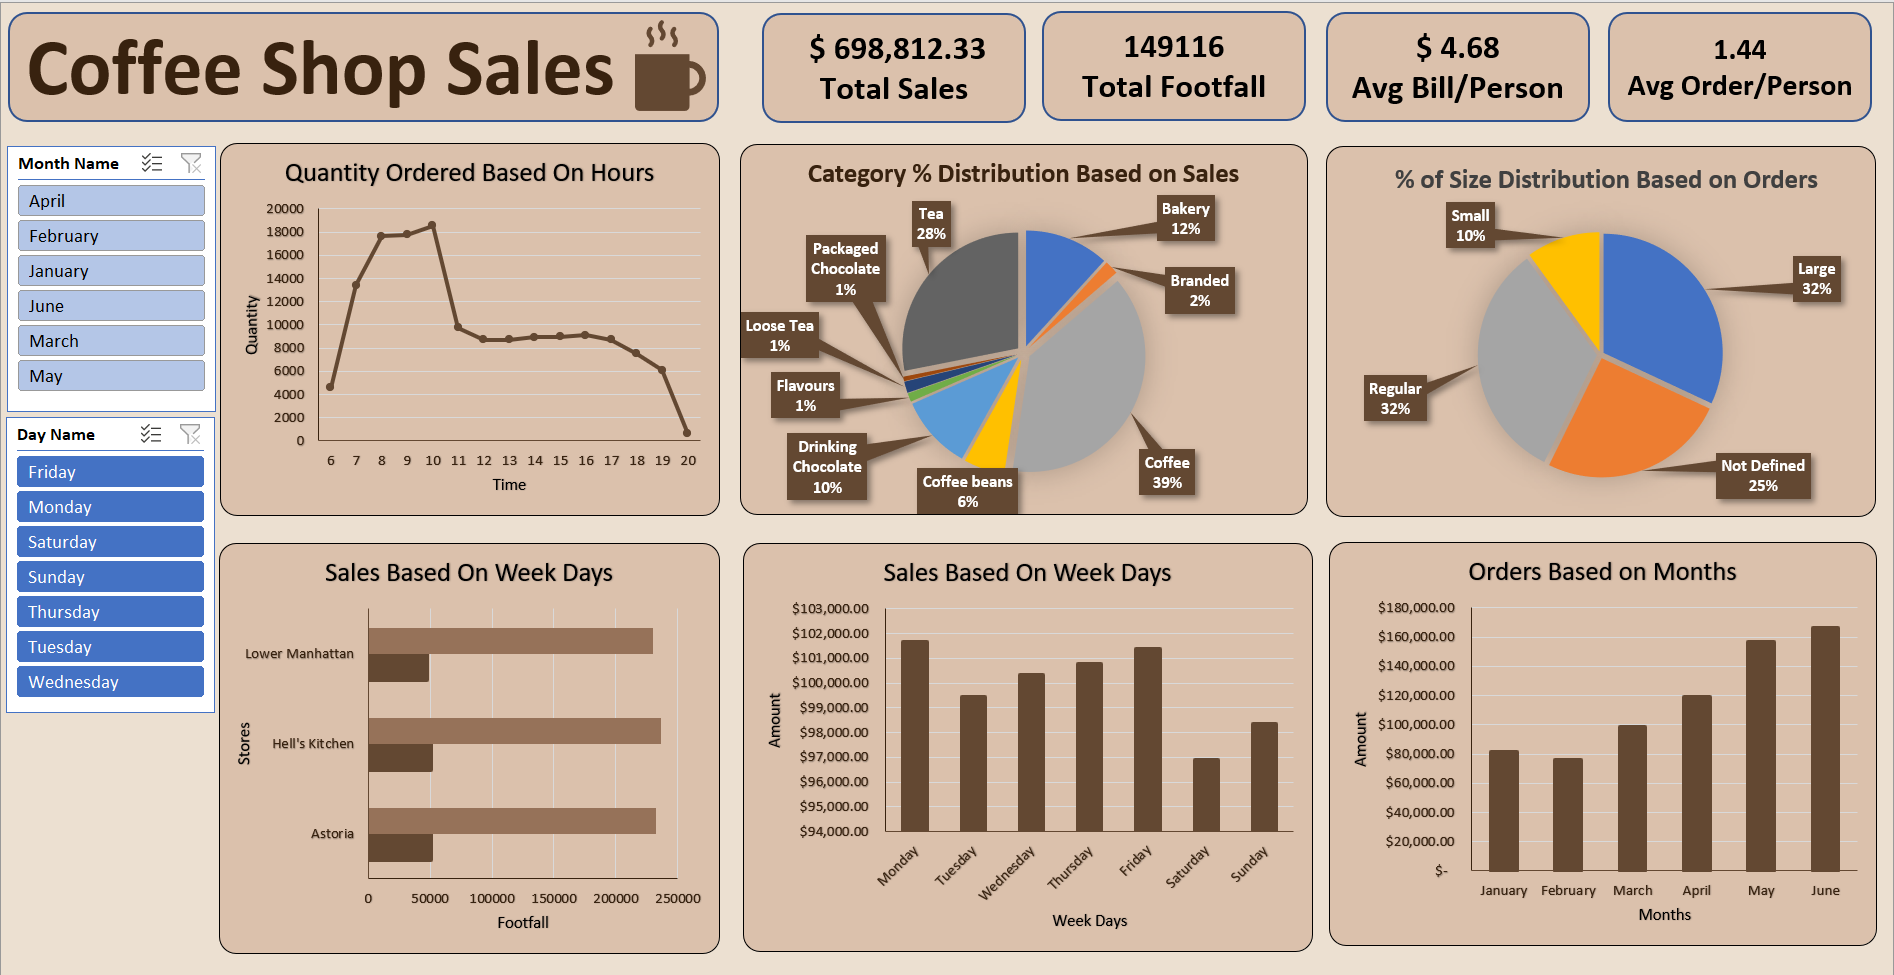 Coffee Shop Sales
$ 698,812.33
Total Sales
149116
Total Footfall
$ 4.68
Avg Bill/Person
1.44
Avg Order/Person
Month Name
April
February
January
June
March
May
Day Name
Friday
Monday
Saturday
Sunday
Thursday
Tuesday
Wednesday
Quantity Ordered Based On Hours
20000
18000
16000
14000
12000
10000
8000
6000
4000
2000
0
Quantity
6 7 8 9 10 11 12 13 14 15 16 17 18 19 20
Time
Category % Distribution Based on Sales
Tea
28%
Bakery
12%
Packaged
Chocolate
1%
Branded
2%
Loose Tea
1%
Flavours
1%
Drinking
Chocolate
10%
Coffee beans
6%
Coffee
39%
% of Size Distribution Based on Orders
Small
10%
Large
32%
Regular
32%
Not Defined
25%
Sales Based On Week Days
Stores
Lower Manhattan
Hell's Kitchen
Astoria
0 50000 100000 150000 200000 250000
Footfall
Sales Based On Week Days
$103,000.00
$102,000.00
$101,000.00
$100,000.00
$99,000.00
$98,000.00
$97,000.00
$96,000.00
$95,000.00
$94,000.00
Amount
Monday Tuesday Wednesday Thursday Friday Saturday Sunday
Week Days
Orders Based on Months
$180,000.00
$160,000.00
$140,000.00
$120,000.00
$100,000.00
$80,000.00
$60,000.00
$40,000.00
$20,000.00
$-
Amount
January February March April May June
Months